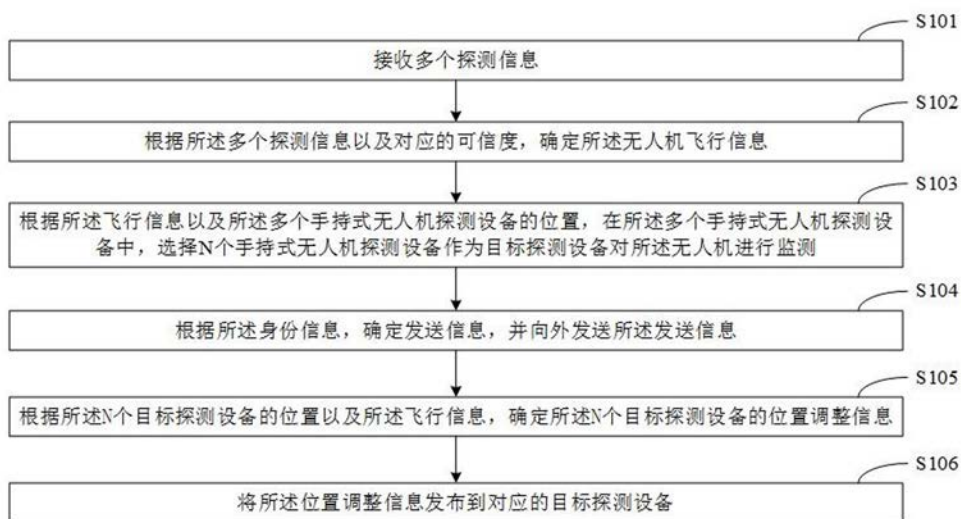 S101
接收多个探测信息
S102
根据所述多个探测信息以及对应的可信度，确定所述无人机飞行信息
S103
根据所述飞行信息以及所述多个手持式无人机探测设备的位置，在所述多个手持式无人机探测设
备中，选择N个手持式无人机探测设备作为目标探测设备对所述无人机进行监测
S104
根据所述身份信息，确定发送信息，并向外发送所述发送信息
S105
根据所述N个目标探测设备的位置以及所述飞行信息，确定所述N个目标探测设备的位置调整信息
S106
将所述位置调整信息发布到对应的目标探测设备